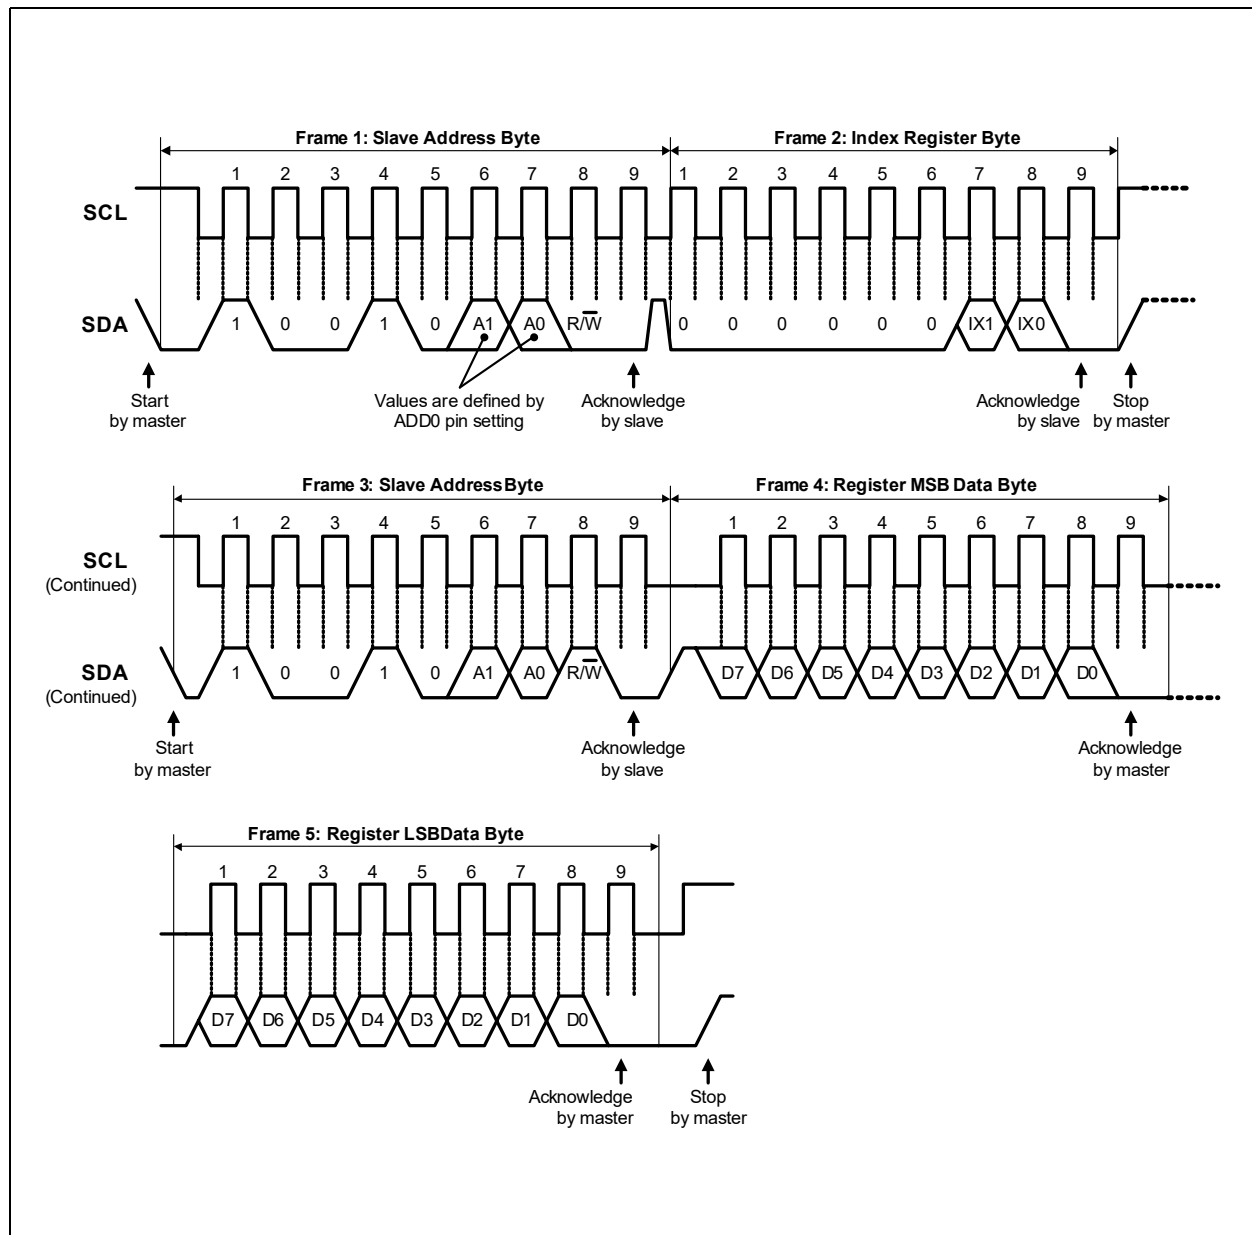 Frame 1: Slave Address Byte Frame 2: Index Register Byte
1 2 3 4 5 6 7 8 9 1 2 3 4 5 6 7 8 9
SCL
SDA 1 0 0 1 0 A1 A0 R/W̅ 0 0 0 0 0 0 IX1 IX0
Start
by master
Values are defined by
ADD0 pin setting
Acknowledge
by slave
Acknowledge
by slave
Stop
by master
Frame 3: Slave Address Byte Frame 4: Register MSB Data Byte
1 2 3 4 5 6 7 8 9 1 2 3 4 5 6 7 8 9
SCL
(Continued)
SDA 1 0 0 1 0 A1 A0 R/W̅ D7 D6 D5 D4 D3 D2 D1 D0
(Continued)
Start
by master
Acknowledge
by slave
Acknowledge
by master
Frame 5: Register LSBData Byte
1 2 3 4 5 6 7 8 9
D7 D6 D5 D4 D3 D2 D1 D0
Acknowledge
by master
Stop
by master